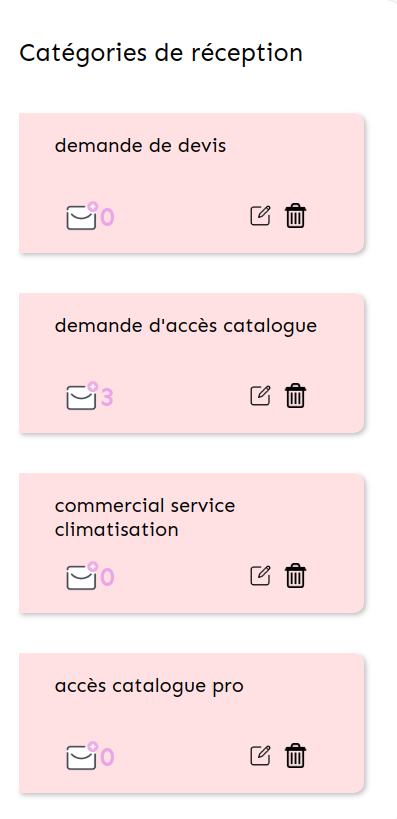 Catégories de réception
demande de devis
0
demande d'accès catalogue
3
commercial service
climatisation
0
accès catalogue pro
0